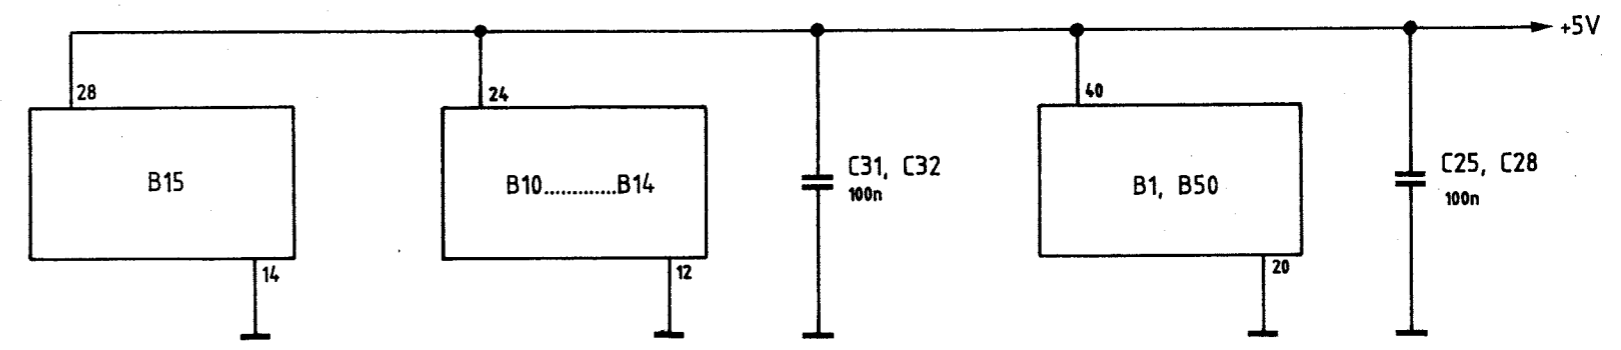 +5V
28
24
40
B15
B10.............B14
C31, C32
100n
B1, B50
C25, C28
100n
14
12
20